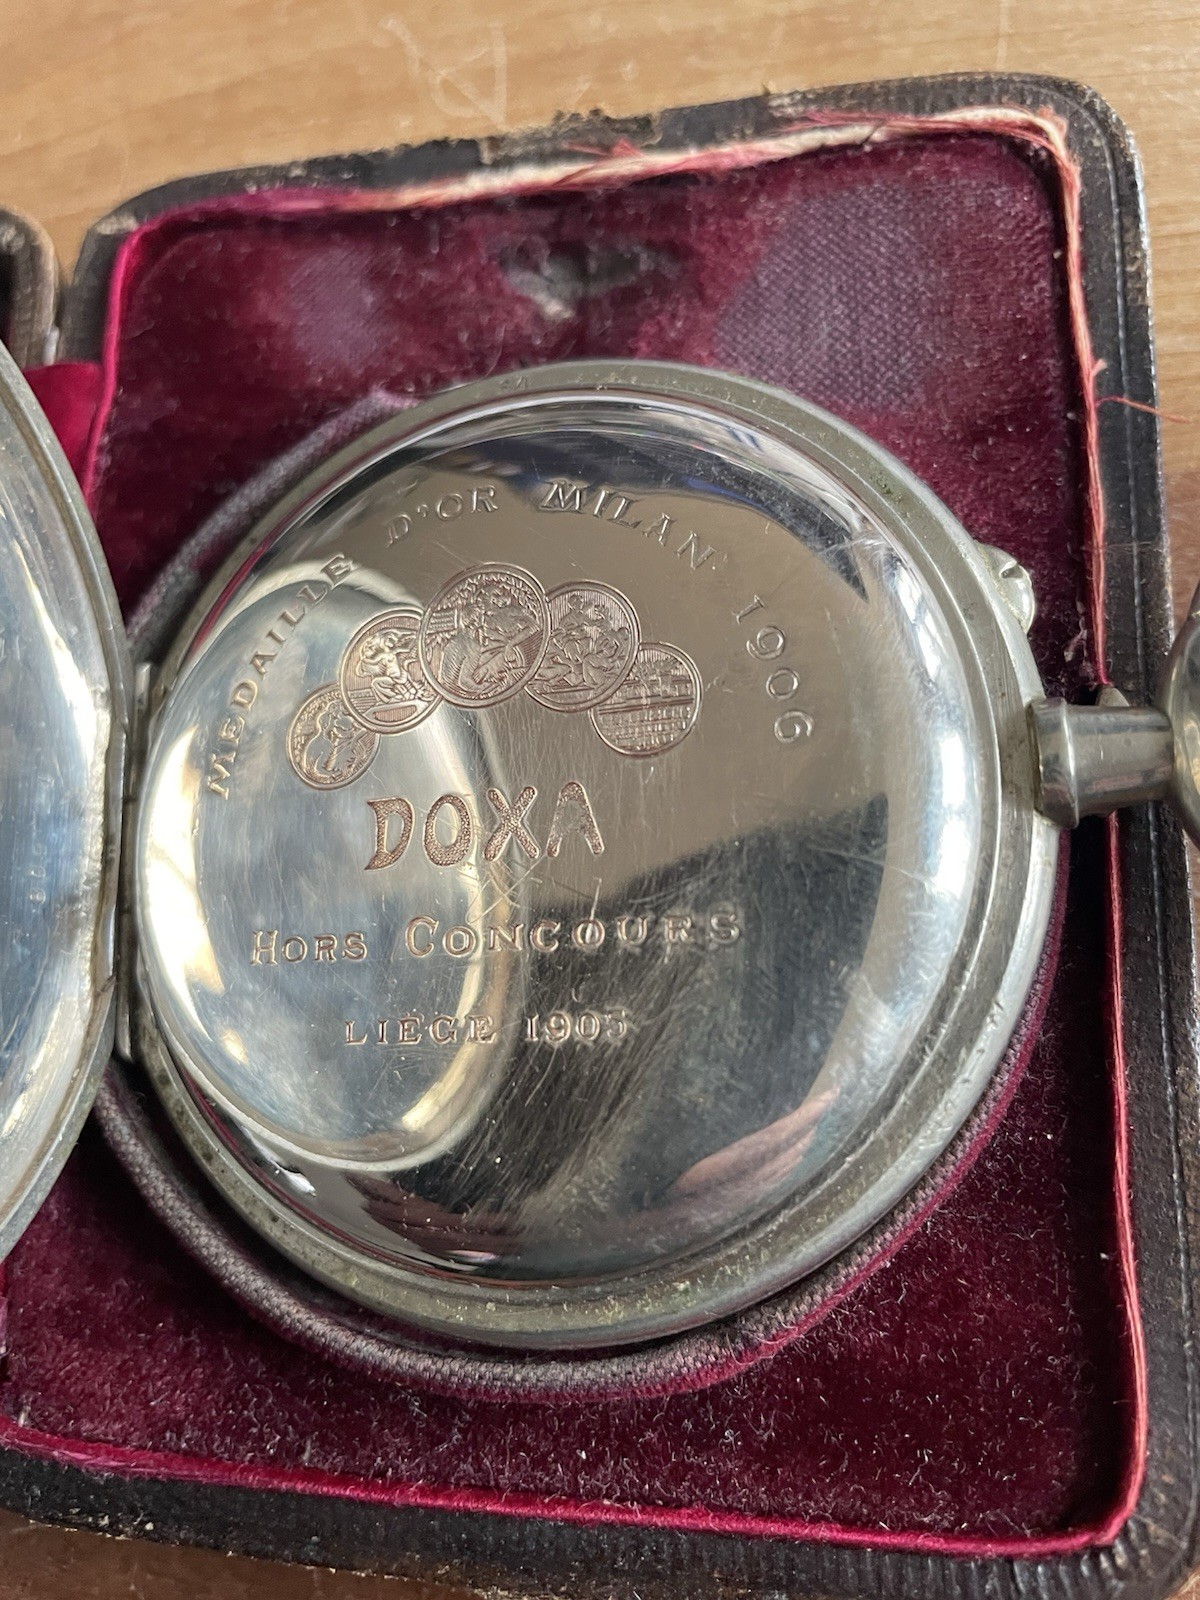 MEDAILLE D'OR MILAN 1906
DOXA
HORS CONCOURS
LIEGE 1905